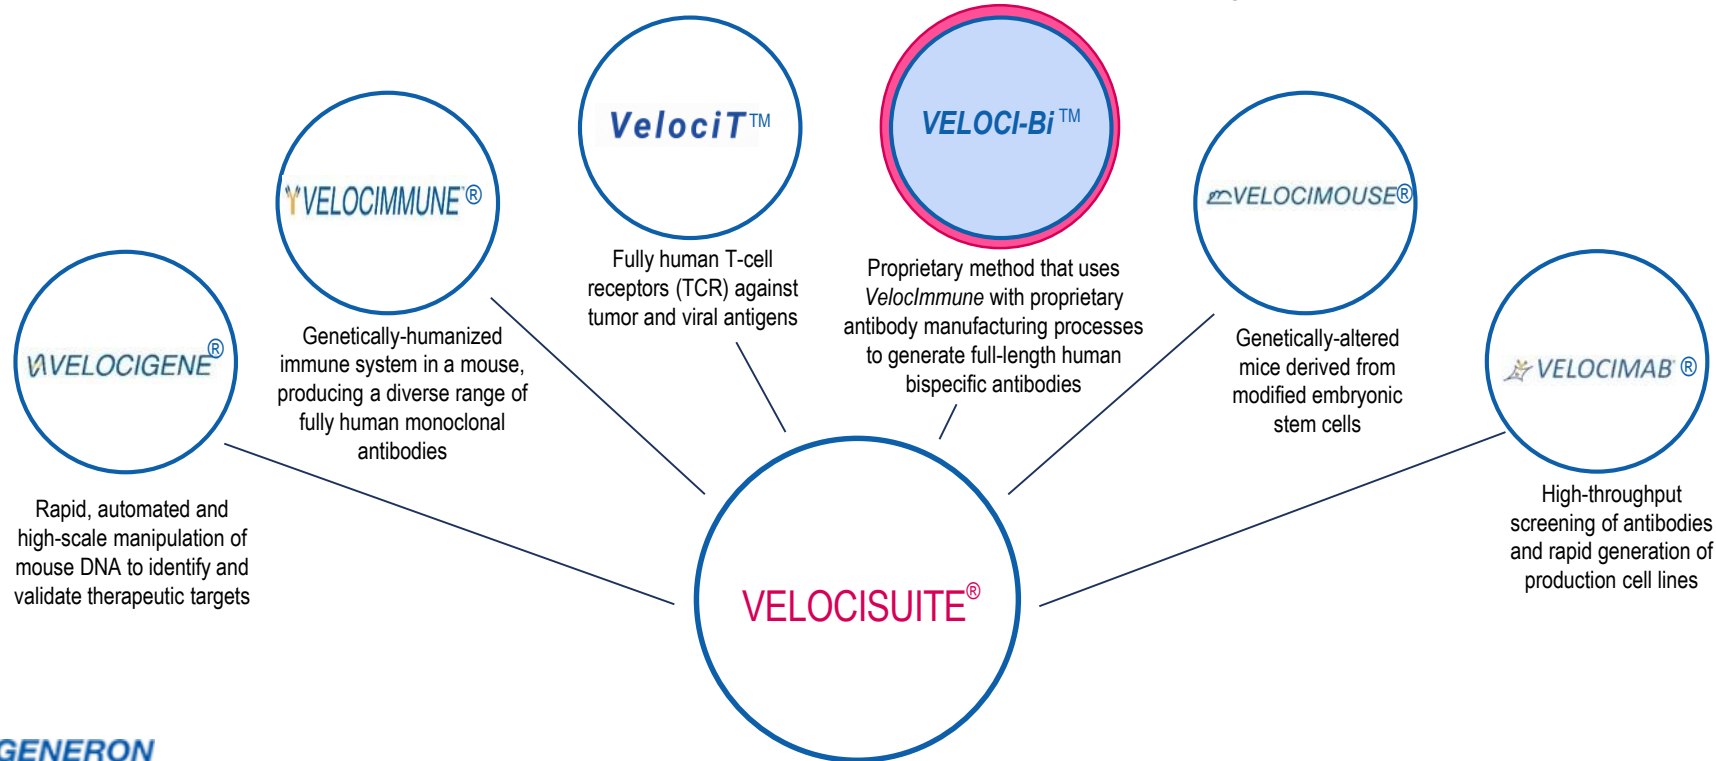 VelociT™
VELOCI-Bi™
VELOCIMMUNE®
VELOCIMOUSE®
VELOCIGENE®
VELOCIMAB®
Fully human T-cell
receptors (TCR) against
tumor and viral antigens
Proprietary method that uses
VelocImmune with proprietary
antibody manufacturing processes
to generate full-length human
bispecific antibodies
Genetically-humanized
immune system in a mouse,
producing a diverse range of
fully human monoclonal
antibodies
Genetically-altered
mice derived from
modified embryonic
stem cells
Rapid, automated and
high-scale manipulation of
mouse DNA to identify and
validate therapeutic targets
High-throughput
screening of antibodies
and rapid generation of
production cell lines
VELOCISUITE®
GENERON